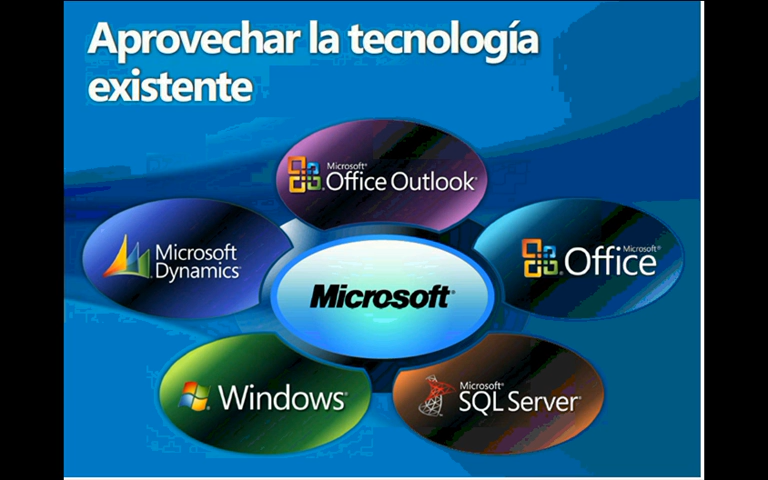 Aprovechar la tecnología
existente
Microsoft®
Office Outlook®
Microsoft
Dynamics®
Microsoft®
Office
Microsoft®
Windows®
Microsoft®
SQL Server®